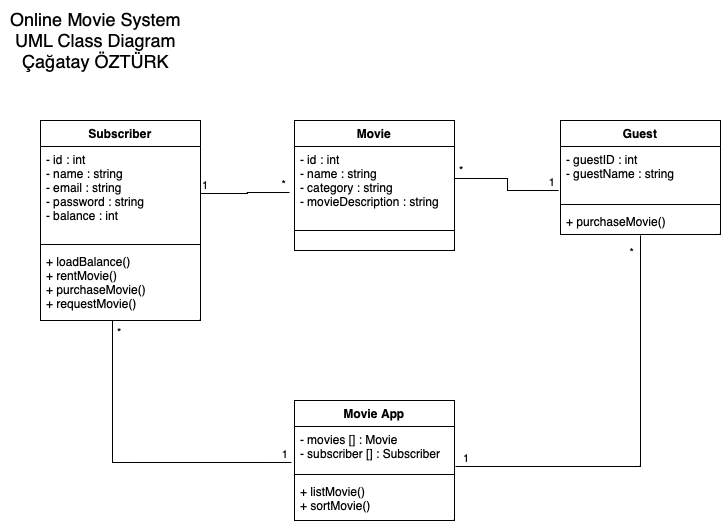 Online Movie System
UML Class Diagram
Çağatay ÖZTÜRK
Subscriber
- id : int
- name : string
- email : string
- password : string
- balance : int
+ loadBalance()
+ rentMovie()
+ purchaseMovie()
+ requestMovie()
1
*
Movie
- id : int
- name : string
- category : string
- movieDescription : string
*
1
Guest
- guestID : int
- guestName : string
+ purchaseMovie()
*
*
1
Movie App
- movies [] : Movie
- subscriber [] : Subscriber
+ listMovie()
+ sortMovie()
1